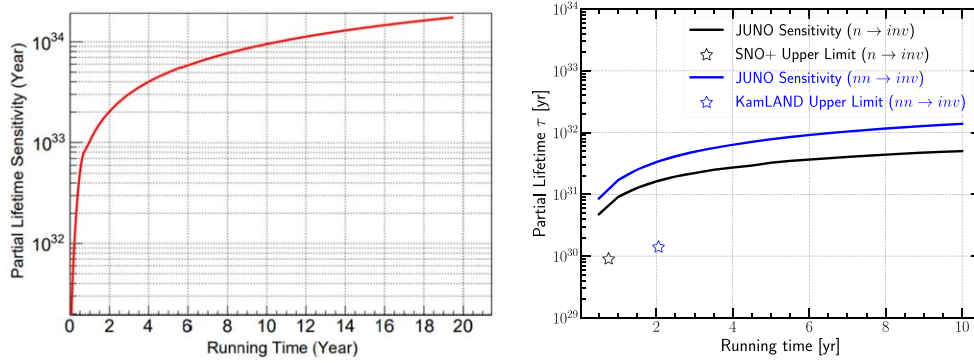 10^34
10^33
10^32
Partial Lifetime Sensitivity (Year)
0 2 4 6 8 10 12 14 16 18 20
Running Time (Year)
10^34
10^33
10^32
10^31
10^30
10^29
Partial Lifetime τ [yr]
JUNO Sensitivity (n → inv)
SNO+ Upper Limit (n → inv)
JUNO Sensitivity (nn → inv)
KamLAND Upper Limit (nn → inv)
2 4 6 8 10
Running time [yr]